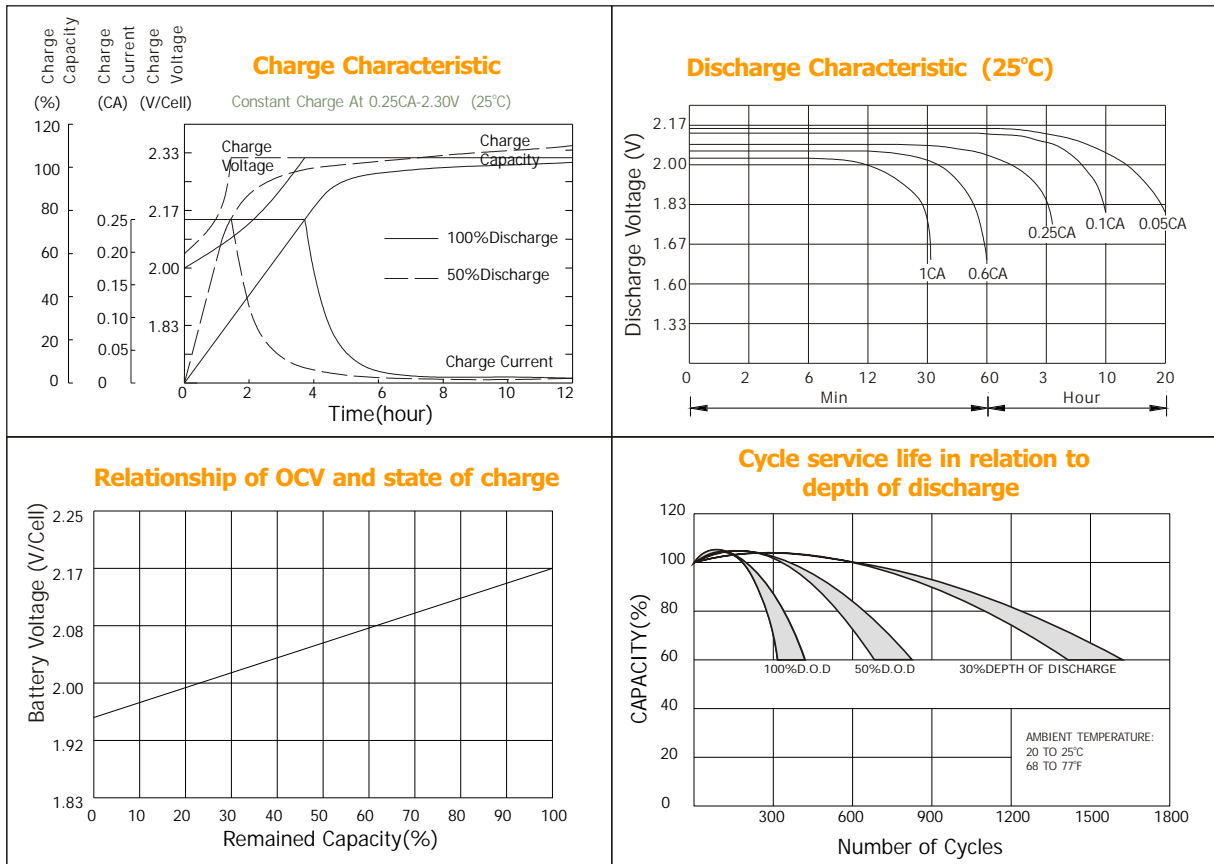 Charge Capacity
Charge Current
Charge Voltage
(%)
(CA)
(V/Cell)
Charge Characteristic
Constant Charge At 0.25CA-2.30V (25°C)
120
100
80
60
40
20
0
0.25
0.20
0.15
0.10
0.05
0
2.33
2.17
2.00
1.83
Charge Voltage
Charge Capacity
100%Discharge
50%Discharge
Charge Current
0 2 4 6 8 10 12
Time(hour)
Discharge Characteristic (25°C)
Discharge Voltage (V)
2.17
2.00
1.83
1.67
1.60
1.33
1CA
0.6CA
0.25CA
0.1CA
0.05CA
0 2 6 12 30 60 3 10 20
Min
Hour
Relationship of OCV and state of charge
Battery Voltage (V/Cell)
2.25
2.17
2.08
2.00
1.92
1.83
0 10 20 30 40 50 60 70 80 90 100
Remained Capacity(%)
Cycle service life in relation to
depth of discharge
CAPACITY(%)
120
100
80
60
40
20
0
100%D.O.D
50%D.O.D
30%DEPTH OF DISCHARGE
AMBIENT TEMPERATURE:
20 TO 25°C
68 TO 77°F
300 600 900 1200 1500 1800
Number of Cycles